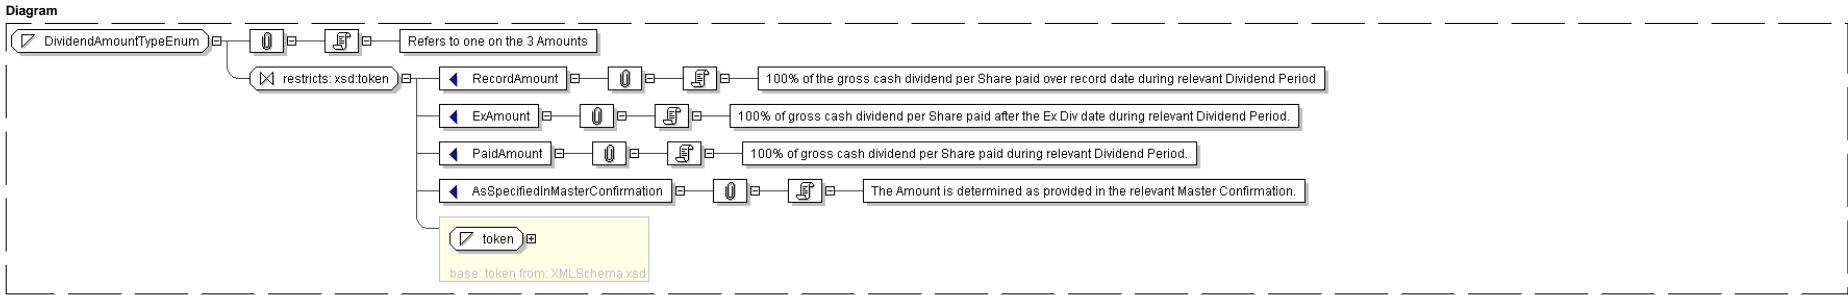 Diagram
DividendAmountTypeEnum
Refers to one on the 3 Amounts
restricts: xsd:token
RecordAmount
100% of the gross cash dividend per Share paid over record date during relevant Dividend Period
ExAmount
100% of gross cash dividend per Share paid after the Ex Div date during relevant Dividend Period.
PaidAmount
100% of gross cash dividend per Share paid during relevant Dividend Period.
AsSpecifiedInMasterConfirmation
The Amount is determined as provided in the relevant Master Confirmation.
token
base: token from: XMLSchema.xsd